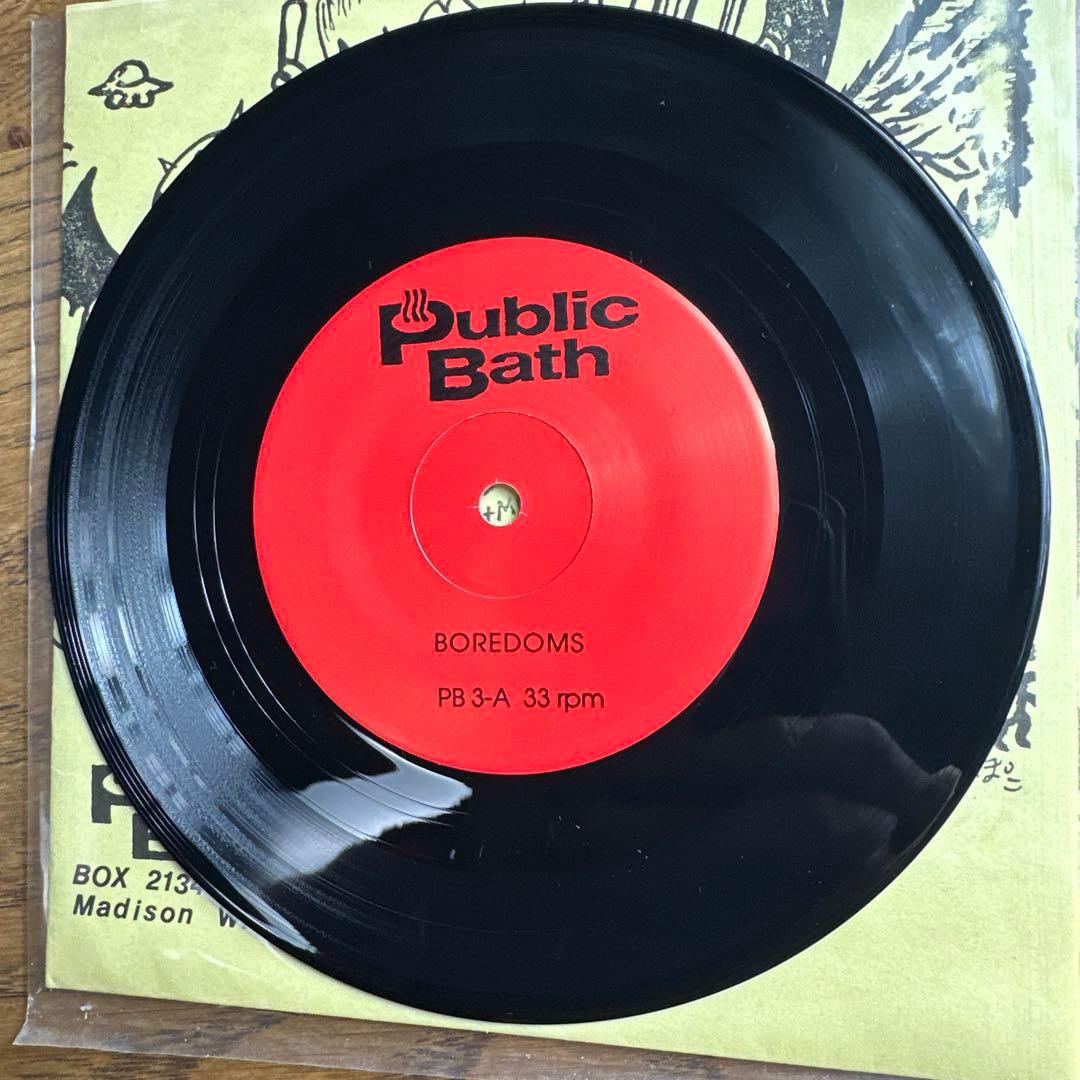 Public
Bath
BOREDOMS
PB 3-A 33 rpm
BOX 2134
Madison